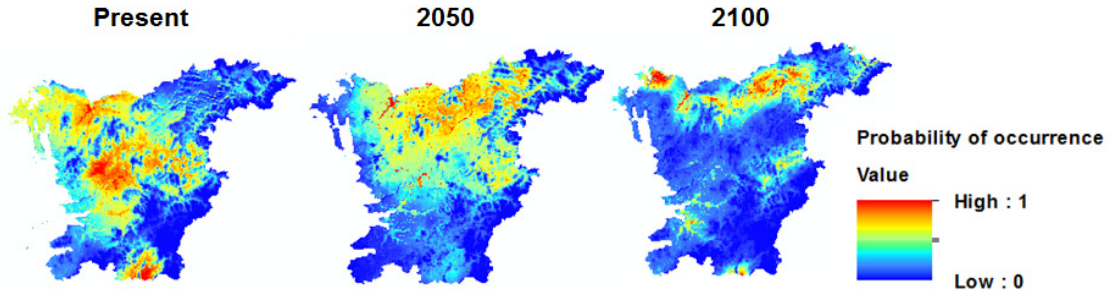 Present
2050
2100
Probability of occurrence
Value
High : 1
Low : 0